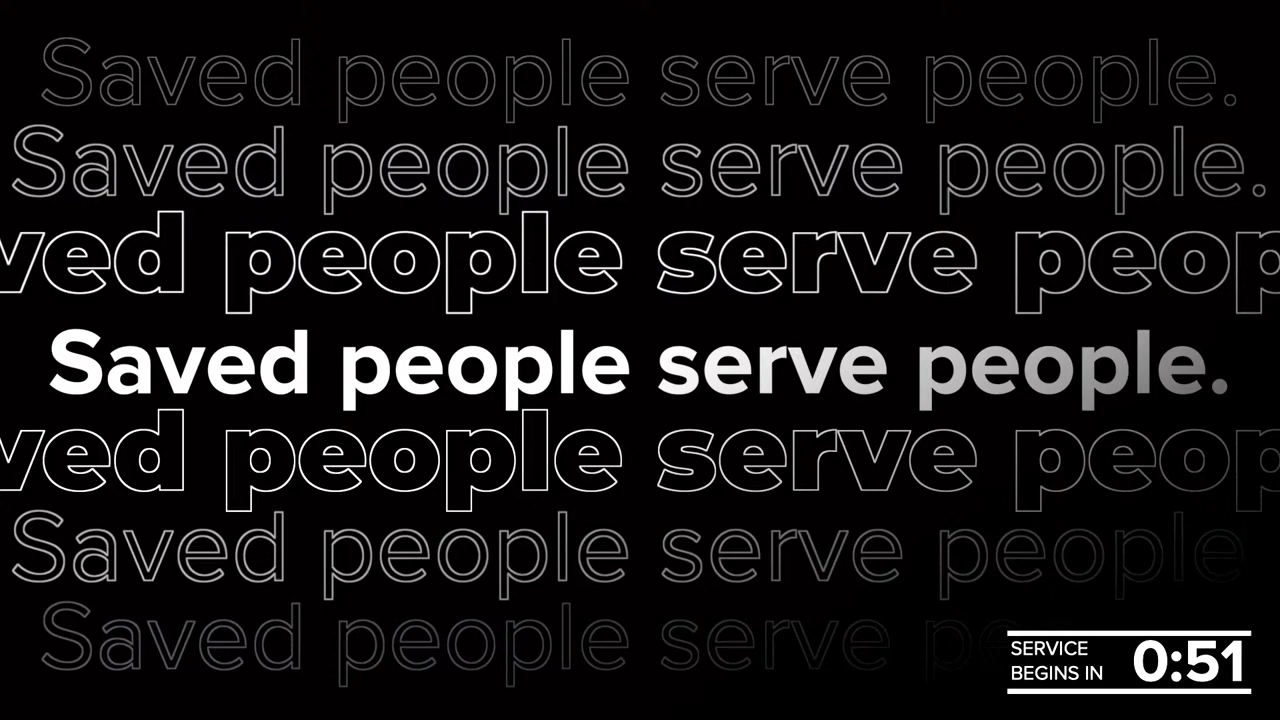 Saved people serve people.
Saved people serve people.
ved people serve peop
Saved people serve people.
ved people serve peop
Saved people serve people
Saved people serve pe
SERVICE
BEGINS IN
0:51